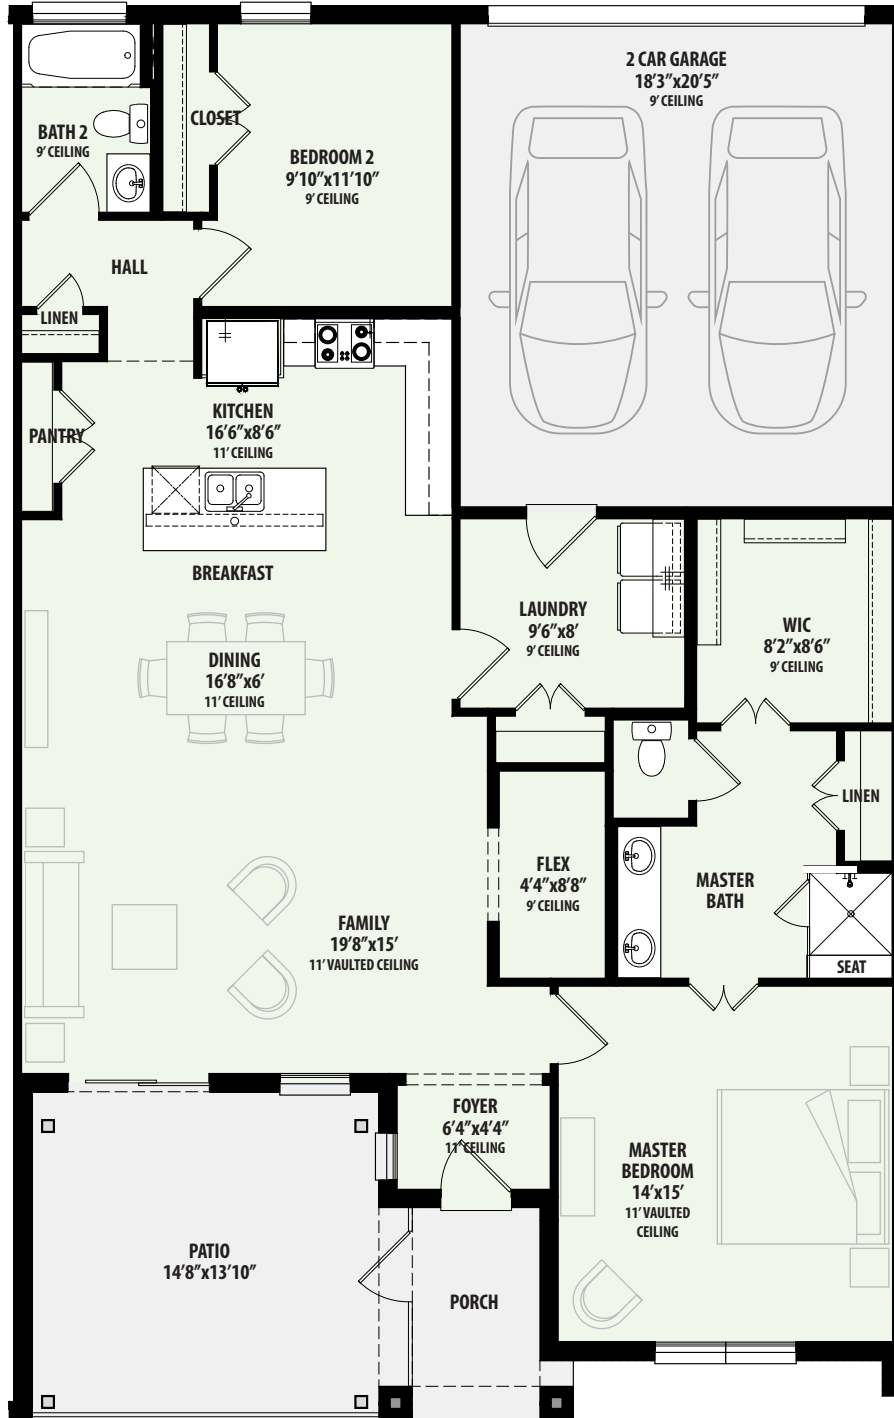 2 CAR GARAGE
18'3"x20'5"
9' CEILING
BATH 2
9' CEILING
CLOSET
BEDROOM 2
9'10"x11'10"
9' CEILING
HALL
LINEN
KITCHEN
16'6"x8'6"
11' CEILING
PANTRY
BREAKFAST
LAUNDRY
9'6"x8'
9' CEILING
WIC
8'2"x8'6"
9' CEILING
DINING
16'8"x6'
11' CEILING
LINEN
FLEX
4'4"x8'8"
9' CEILING
MASTER
BATH
FAMILY
19'8"x15'
11' VAULTED CEILING
SEAT
FOYER
6'4"x4'4"
11' CEILING
MASTER
BEDROOM
14'x15'
11' VAULTED
CEILING
PATIO
14'8"x13'10"
PORCH